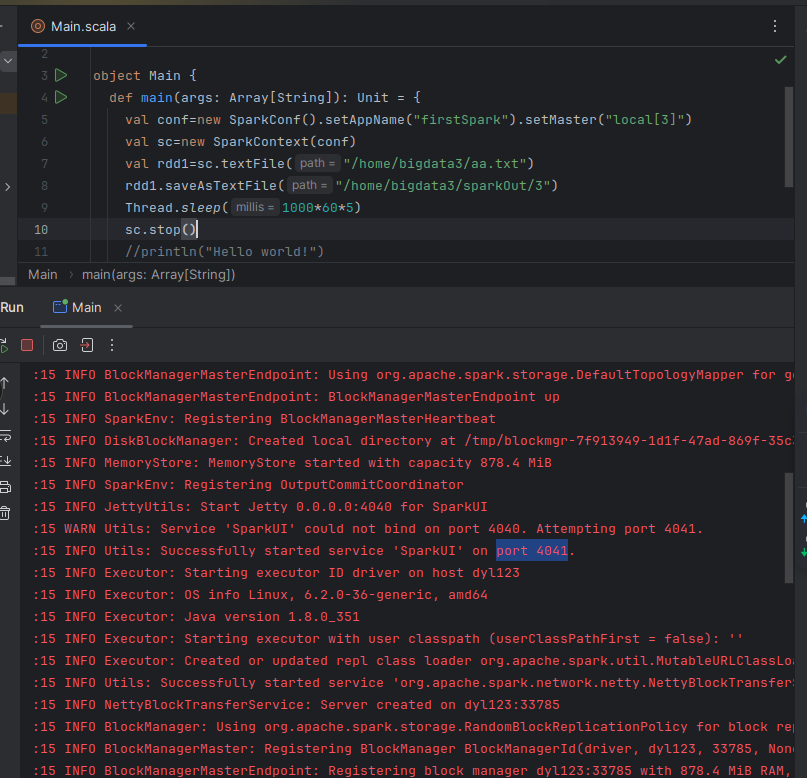 Main.scala
2
3 object Main {
4 def main(args: Array[String]): Unit = {
5 val conf=new SparkConf().setAppName("firstSpark").setMaster("local[3]")
6 val sc=new SparkContext(conf)
7 val rdd1=sc.textFile( path = "/home/bigdata3/aa.txt")
8 rdd1.saveAsTextFile( path = "/home/bigdata3/sparkOut/3")
9 Thread.sleep( millis = 1000*60*5)
10 sc.stop()
11 //println("Hello world!")
Main > main(args: Array[String])
Run Main
:15 INFO BlockManagerMasterEndpoint: Using org.apache.spark.storage.DefaultTopologyMapper for ge
:15 INFO BlockManagerMasterEndpoint: BlockManagerMasterEndpoint up
:15 INFO SparkEnv: Registering BlockManagerMasterHeartbeat
:15 INFO DiskBlockManager: Created local directory at /tmp/blockmgr-7f913949-1d1f-47ad-869f-35c3
:15 INFO MemoryStore: MemoryStore started with capacity 878.4 MiB
:15 INFO SparkEnv: Registering OutputCommitCoordinator
:15 INFO JettyUtils: Start Jetty 0.0.0.0:4040 for SparkUI
:15 WARN Utils: Service 'SparkUI' could not bind on port 4040. Attempting port 4041.
:15 INFO Utils: Successfully started service 'SparkUI' on port 4041.
:15 INFO Executor: Starting executor ID driver on host dyl123
:15 INFO Executor: OS info Linux, 6.2.0-36-generic, amd64
:15 INFO Executor: Java version 1.8.0_351
:15 INFO Executor: Starting executor with user classpath (userClassPathFirst = false): ''
:15 INFO Executor: Created or updated repl class loader org.apache.spark.util.MutableURLClassLoa
:15 INFO Utils: Successfully started service 'org.apache.spark.network.netty.NettyBlockTransferS
:15 INFO NettyBlockTransferService: Server created on dyl123:33785
:15 INFO BlockManager: Using org.apache.spark.storage.RandomBlockReplicationPolicy for block rep
:15 INFO BlockManagerMaster: Registering BlockManager BlockManagerId(driver, dyl123, 33785, None
:15 INFO BlockManagerMasterEndpoint: Registering block manager dyl123:33785 with 878.4 MiB RAM,